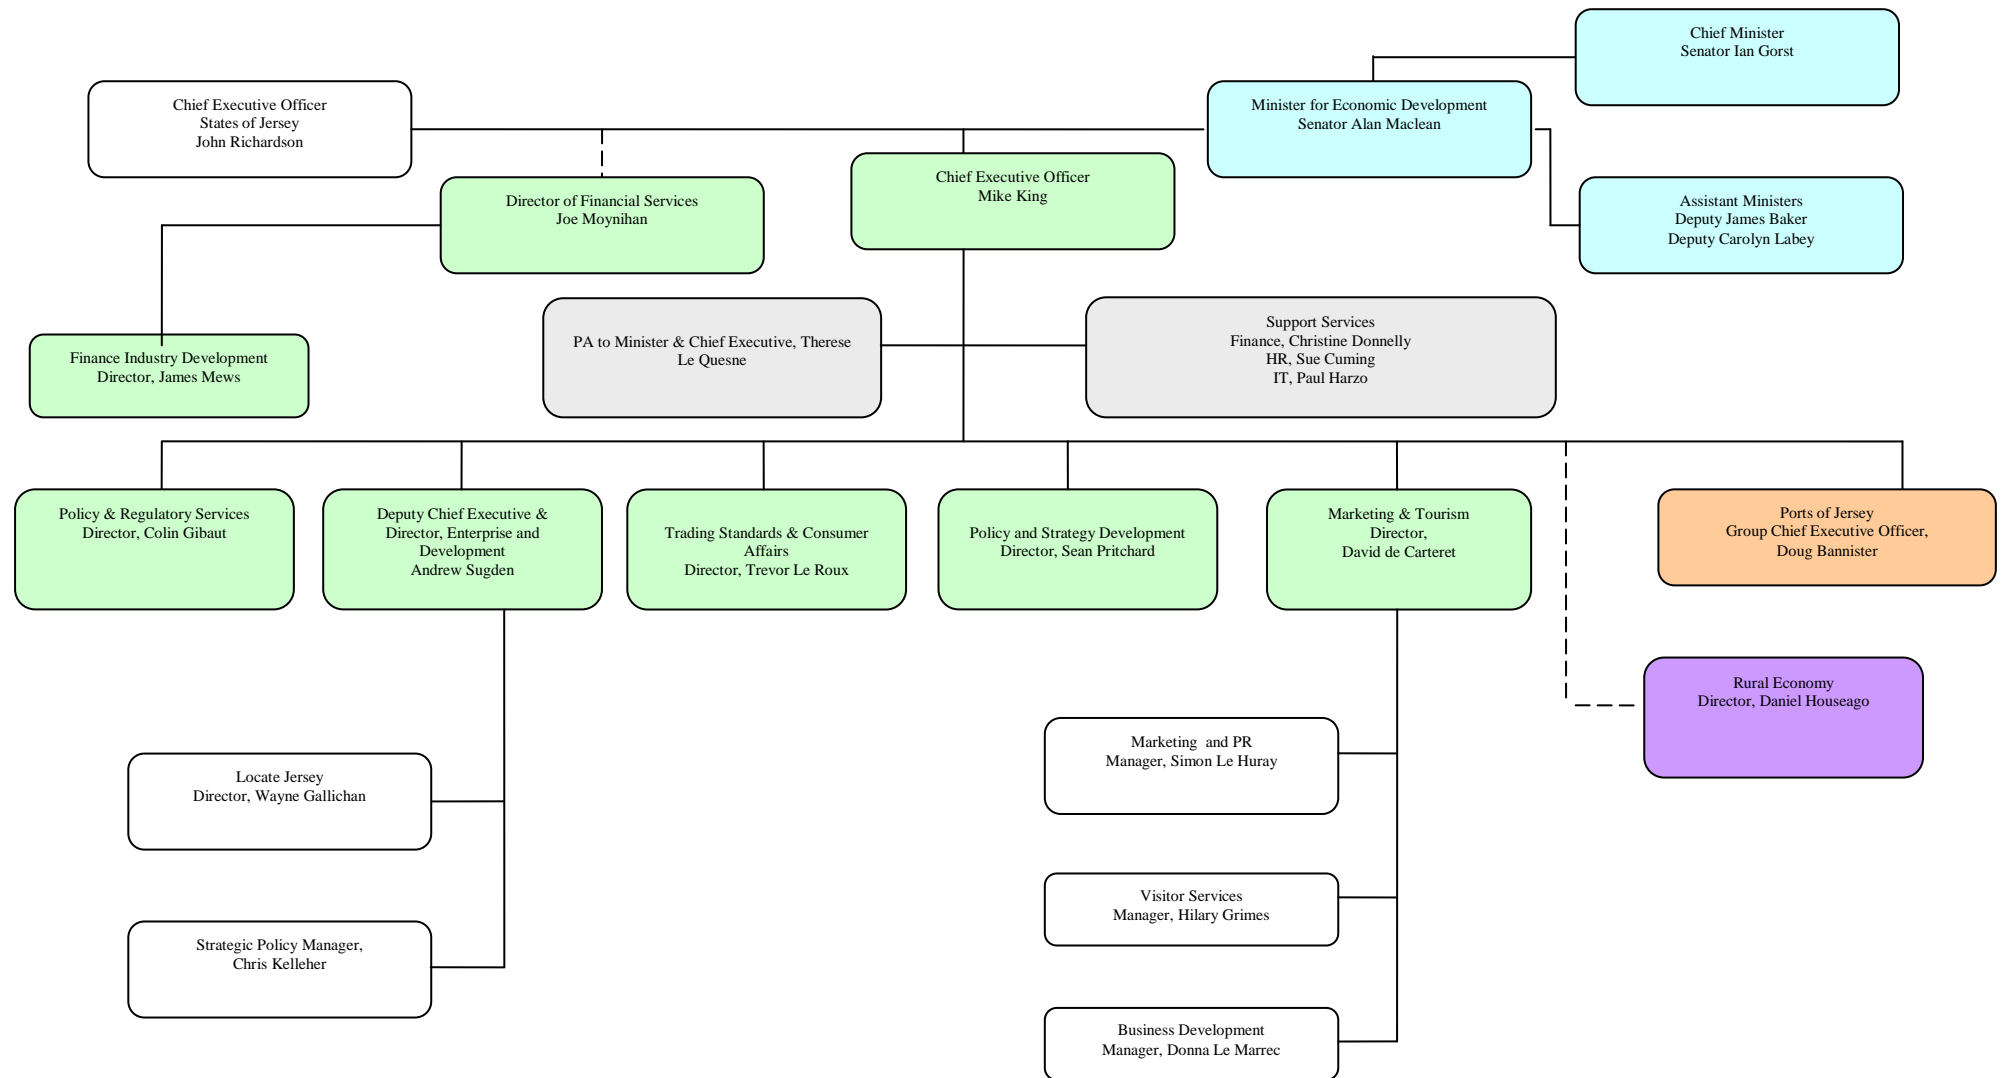 Chief Minister
Senator Ian Gorst
Chief Executive Officer
States of Jersey
John Richardson
Minister for Economic Development
Senator Alan Maclean
Chief Executive Officer
Mike King
Director of Financial Services
Joe Moynihan
Assistant Ministers
Deputy James Baker
Deputy Carolyn Labey
Finance Industry Development
Director, James Mews
PA to Minister & Chief Executive, Therese
Le Quesne
Support Services
Finance, Christine Donnelly
HR, Sue Cuming
IT, Paul Harzo
Policy & Regulatory Services
Director, Colin Gibaut
Deputy Chief Executive &
Director, Enterprise and
Development
Andrew Sugden
Trading Standards & Consumer
Affairs
Director, Trevor Le Roux
Policy and Strategy Development
Director, Sean Pritchard
Marketing & Tourism
Director,
David de Carteret
Ports of Jersey
Group Chief Executive Officer,
Doug Bannister
Rural Economy
Director, Daniel Houseago
Locate Jersey
Director, Wayne Gallichan
Strategic Policy Manager,
Chris Kelleher
Marketing  and PR
Manager, Simon Le Huray
Visitor Services
Manager, Hilary Grimes
Business Development
Manager, Donna Le Marrec